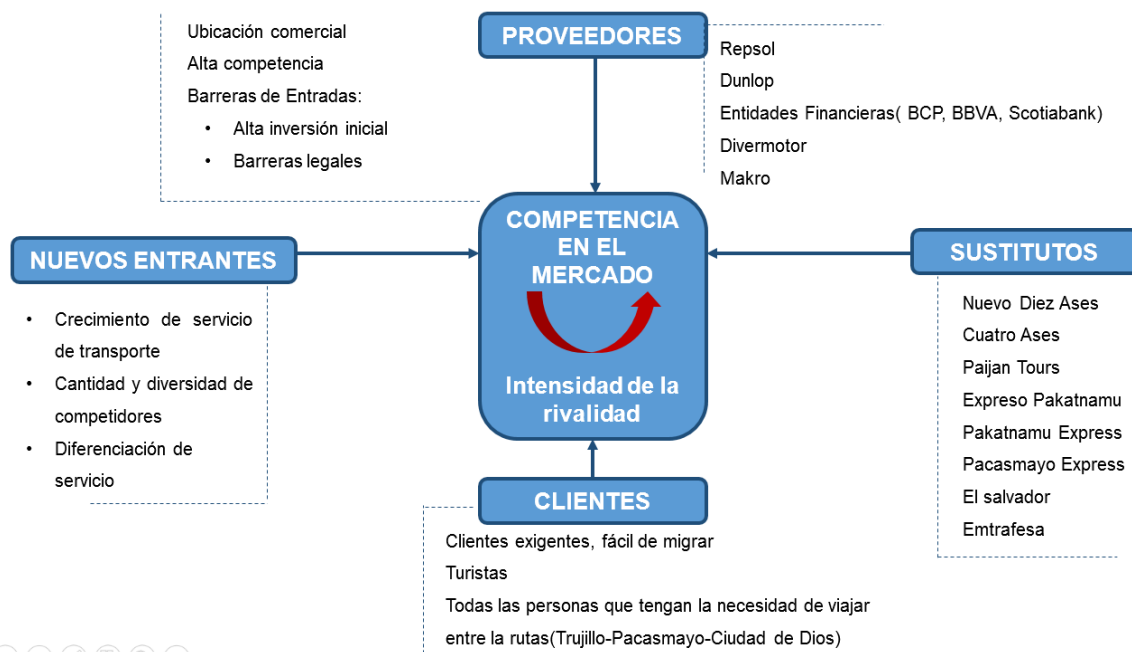 Ubicación comercial
Alta competencia
Barreras de Entradas:
• Alta inversión inicial
• Barreras legales
PROVEEDORES
Repsol
Dunlop
Entidades Financieras( BCP, BBVA, Scotiabank)
Divermotor
Makro
NUEVOS ENTRANTES
• Crecimiento de servicio
de transporte
• Cantidad y diversidad de
competidores
• Diferenciación de
servicio
COMPETENCIA
EN EL
MERCADO
Intensidad de la
rivalidad
SUSTITUTOS
Nuevo Diez Ases
Cuatro Ases
Paijan Tours
Expreso Pakatnamu
Pakatnamu Express
Pacasmayo Express
El salvador
Emtrafesa
CLIENTES
Clientes exigentes, fácil de migrar
Turistas
Todas las personas que tengan la necesidad de viajar
entre la rutas(Trujillo-Pacasmayo-Ciudad de Dios)